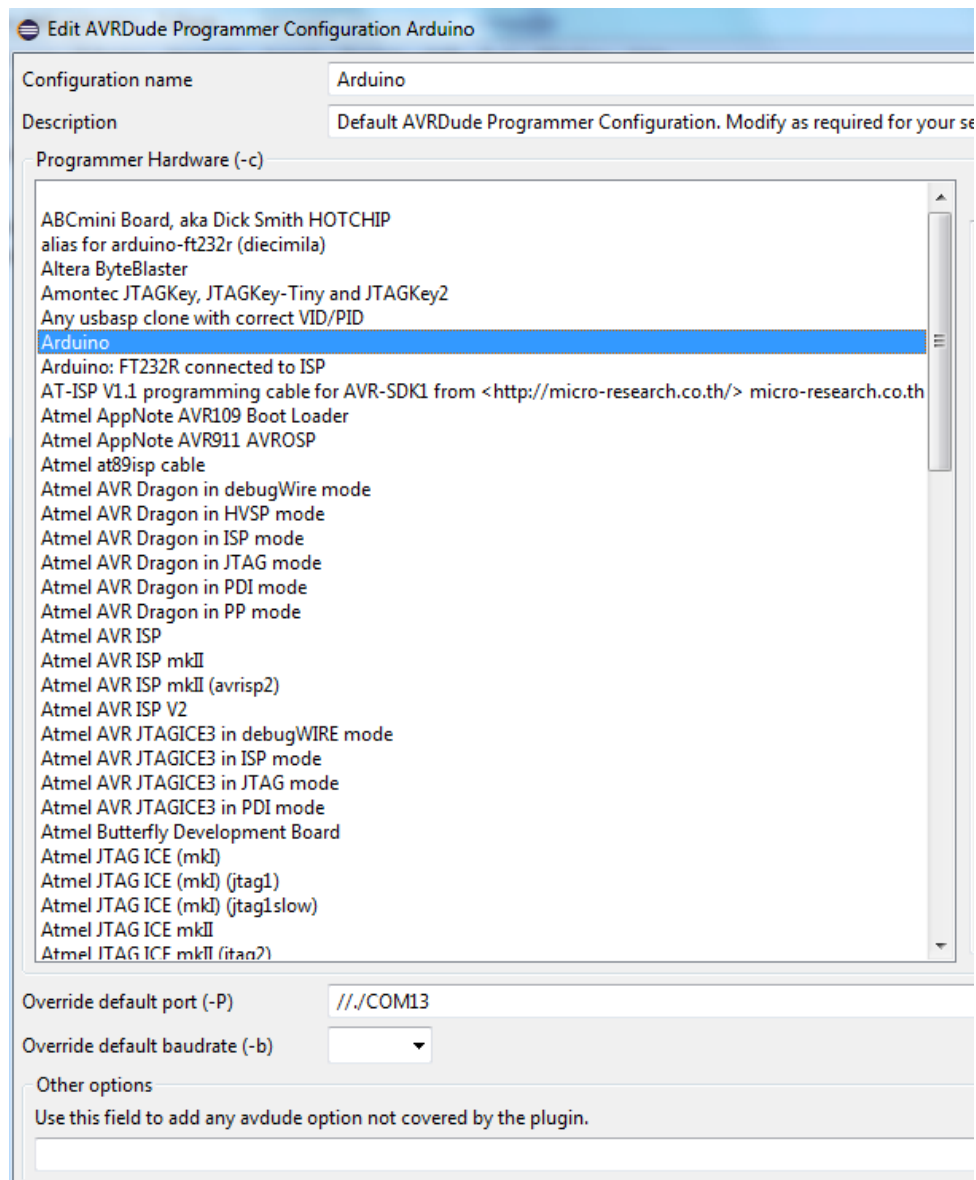 Edit AVRDude Programmer Configuration Arduino
Configuration name Arduino
Description Default AVRDude Programmer Configuration. Modify as required for your se
Programmer Hardware (-c)
ABCmini Board, aka Dick Smith HOTCHIP
alias for arduino-ft232r (diecimila)
Altera ByteBlaster
Amontec JTAGKey, JTAGKey-Tiny and JTAGKey2
Any usbasp clone with correct VID/PID
Arduino
Arduino: FT232R connected to ISP
AT-ISP V1.1 programming cable for AVR-SDK1 from <http://micro-research.co.th/> micro-research.co.th
Atmel AppNote AVR109 Boot Loader
Atmel AppNote AVR911 AVROSP
Atmel at89isp cable
Atmel AVR Dragon in debugWire mode
Atmel AVR Dragon in HVSP mode
Atmel AVR Dragon in ISP mode
Atmel AVR Dragon in JTAG mode
Atmel AVR Dragon in PDI mode
Atmel AVR Dragon in PP mode
Atmel AVR ISP
Atmel AVR ISP mkII
Atmel AVR ISP mkII (avrisp2)
Atmel AVR ISP V2
Atmel AVR JTAGICE3 in debugWIRE mode
Atmel AVR JTAGICE3 in ISP mode
Atmel AVR JTAGICE3 in JTAG mode
Atmel AVR JTAGICE3 in PDI mode
Atmel Butterfly Development Board
Atmel JTAG ICE (mkI)
Atmel JTAG ICE (mkI) (jtag1)
Atmel JTAG ICE (mkI) (jtag1slow)
Atmel JTAG ICE mkII
Atmel JTAG ICE mkII (jtag2)
Override default port (-P) //./COM13
Override default baudrate (-b)
Other options
Use this field to add any avdude option not covered by the plugin.